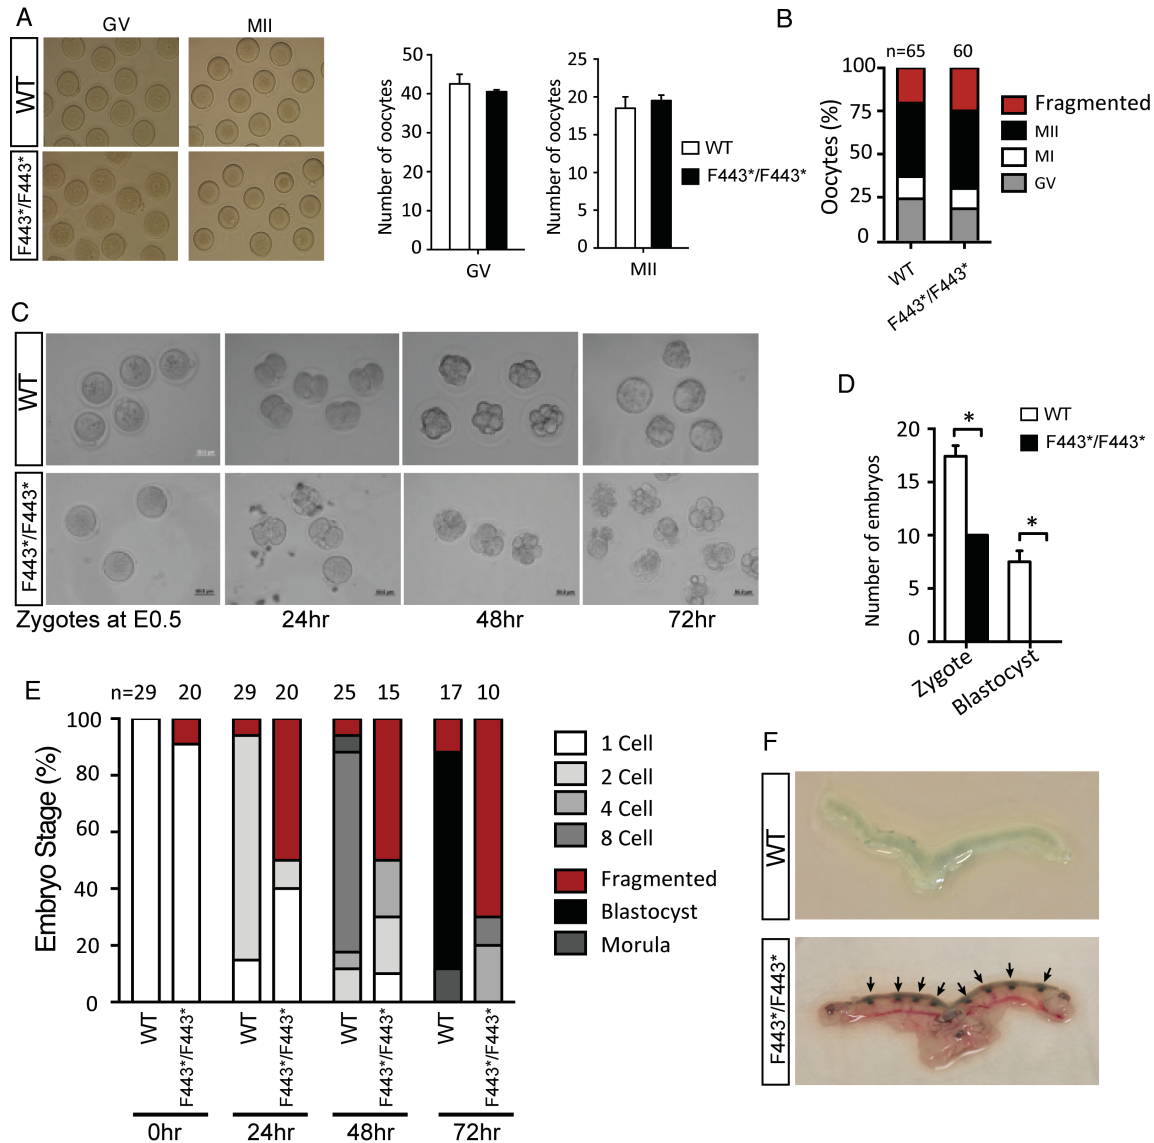 A
GV
MII
WT
F443*/F443*
Number of oocytes
50
40
30
20
10
0
GV
Number of oocytes
25
20
15
10
5
0
MII
WT
F443*/F443*
B
n=65
60
Oocytes (%)
100
75
50
25
0
WT
F443*/F443*
Fragmented
MII
MI
GV
C
WT
F443*/F443*
Zygotes at E0.5
24hr
48hr
72hr
D
WT
F443*/F443*
*
*
Number of embryos
20
15
10
5
0
Zygote
Blastocyst
E
n=29
20
29
20
25
15
17
10
Embryo Stage (%)
100
80
60
40
20
0
WT
F443*/F443*
WT
F443*/F443*
WT
F443*/F443*
WT
F443*/F443*
0hr
24hr
48hr
72hr
1 Cell
2 Cell
4 Cell
8 Cell
Fragmented
Blastocyst
Morula
F
WT
F443*/F443*